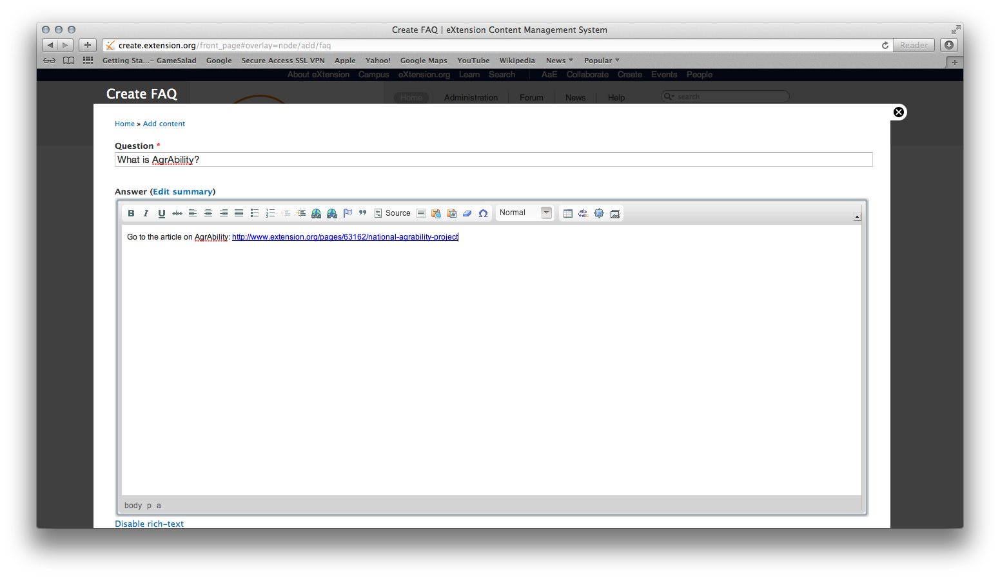 Create FAQ | eXtension Content Management System
create.extension.org/front_page#overlay=node/add/faq
Reader
Getting Sta...– GameSalad Google Secure Access SSL VPN Apple Yahoo! Google Maps YouTube Wikipedia News Popular
About eXtension Campus eXtension.org Learn Search AaE Collaborate Create Events People
Create FAQ
Home Administration Forum News Help search
Home » Add content
Question *
What is AgrAbility?
Answer (Edit summary)
B I U abc Source Normal
Go to the article on AgrAbility: http://www.extension.org/pages/63162/national-agrability-project
body p a
Disable rich-text